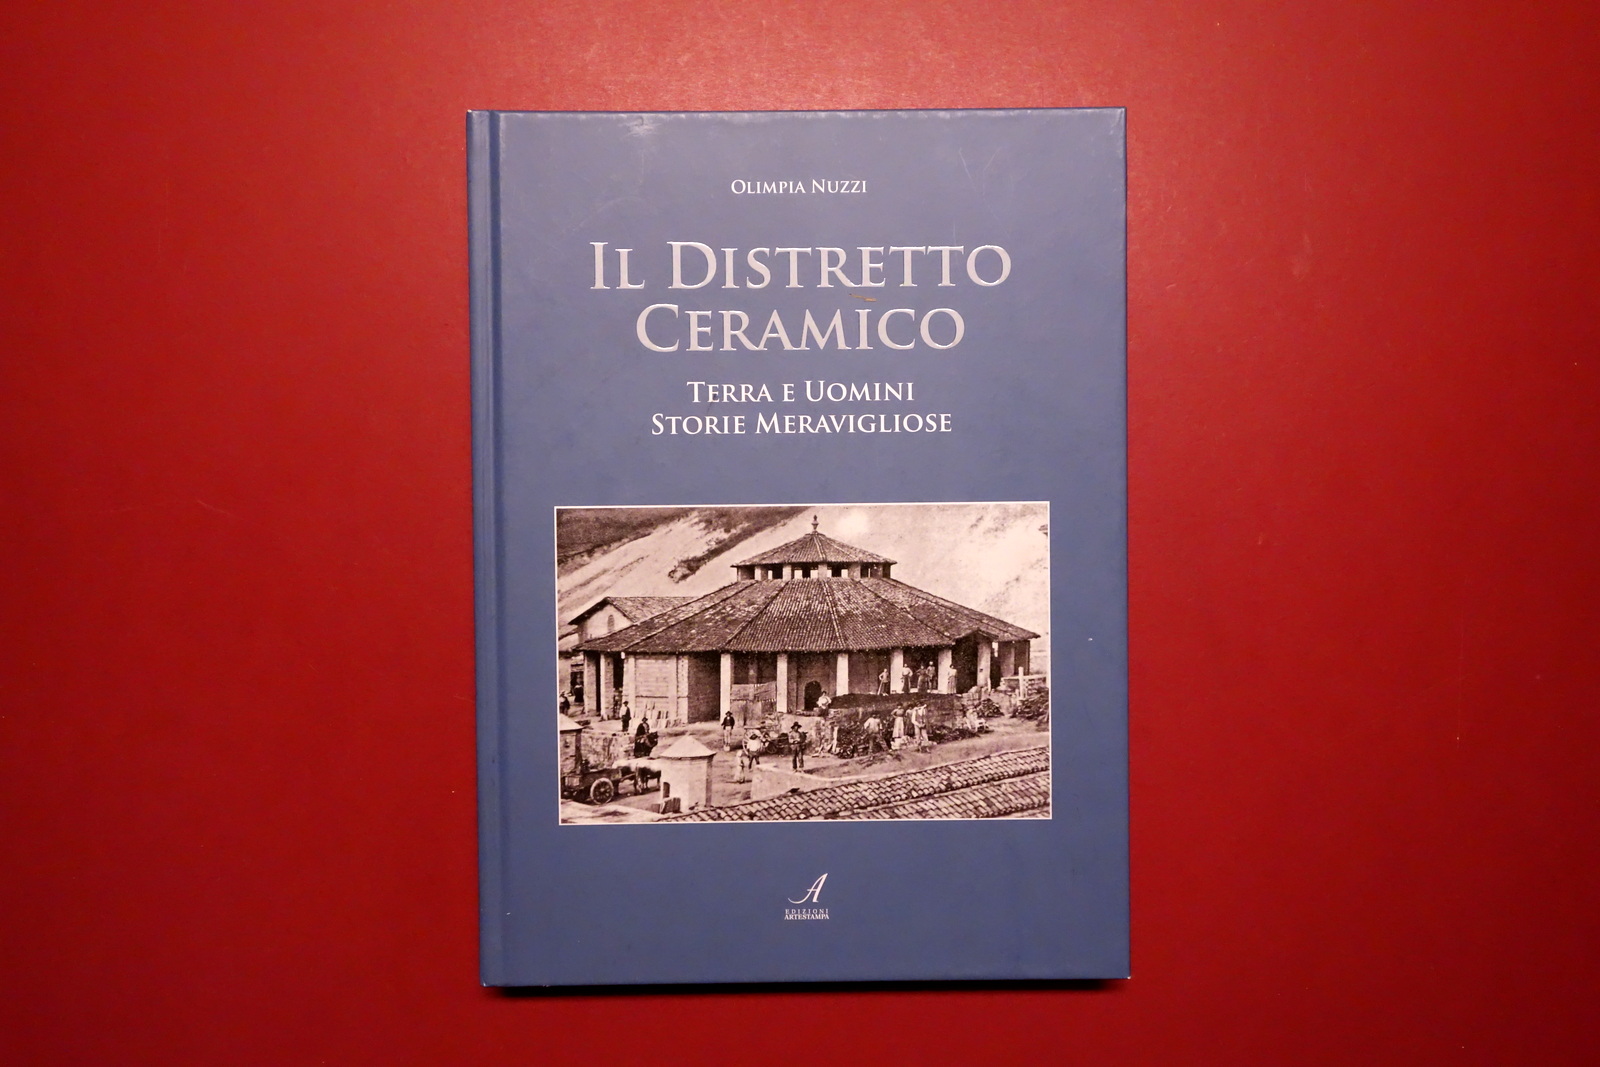 Olimpia Nuzzi
Il Distretto
Ceramico
Terra e Uomini
Storie Meravigliose
A
EDIZIONI
ARTESTAMPA